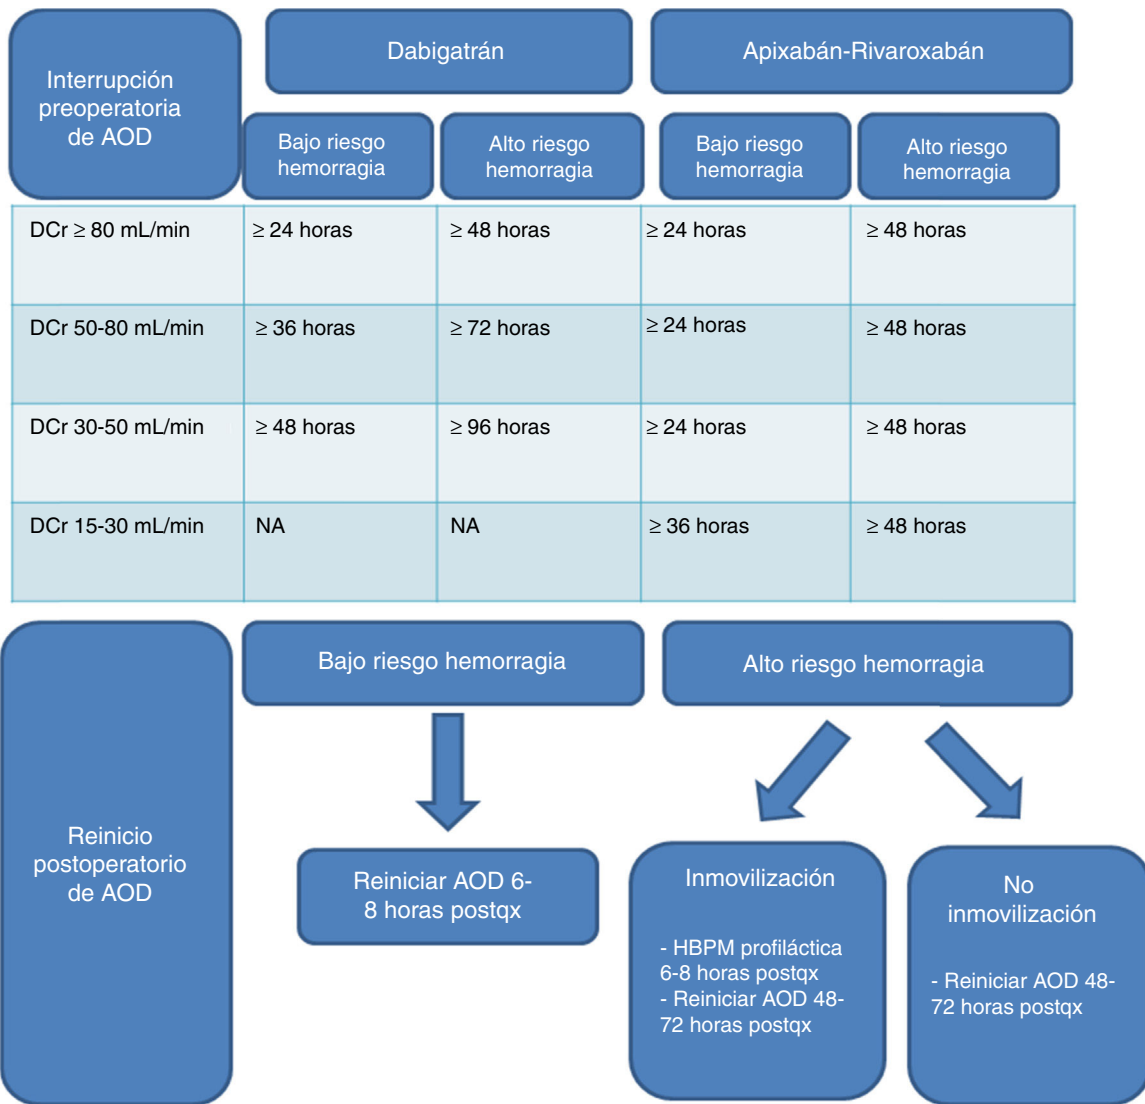 Interrupción
preoperatoria
de AOD
Dabigatrán
Apixabán-Rivaroxabán
Bajo riesgo
hemorragia
Alto riesgo
hemorragia
Bajo riesgo
hemorragia
Alto riesgo
hemorragia
DCr ≥ 80 mL/min
≥ 24 horas
≥ 48 horas
≥ 24 horas
≥ 48 horas
DCr 50-80 mL/min
≥ 36 horas
≥ 72 horas
≥ 24 horas
≥ 48 horas
DCr 30-50 mL/min
≥ 48 horas
≥ 96 horas
≥ 24 horas
≥ 48 horas
DCr 15-30 mL/min
NA
NA
≥ 36 horas
≥ 48 horas
Reinicio
postoperatorio
de AOD
Bajo riesgo hemorragia
Alto riesgo hemorragia
Reiniciar AOD 6-
8 horas postqx
Inmovilización
- HBPM profiláctica
6-8 horas postqx
- Reiniciar AOD 48-
72 horas postqx
No
inmovilización
- Reiniciar AOD 48-
72 horas postqx